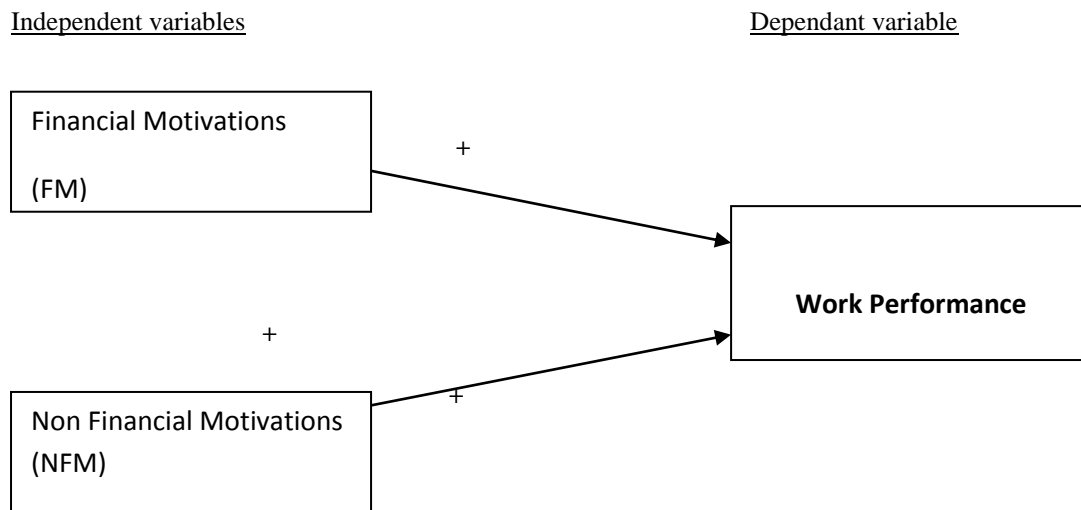 Independent variables
Dependant variable
Financial Motivations
(FM)
+
Work Performance
+
+
Non Financial Motivations
(NFM)